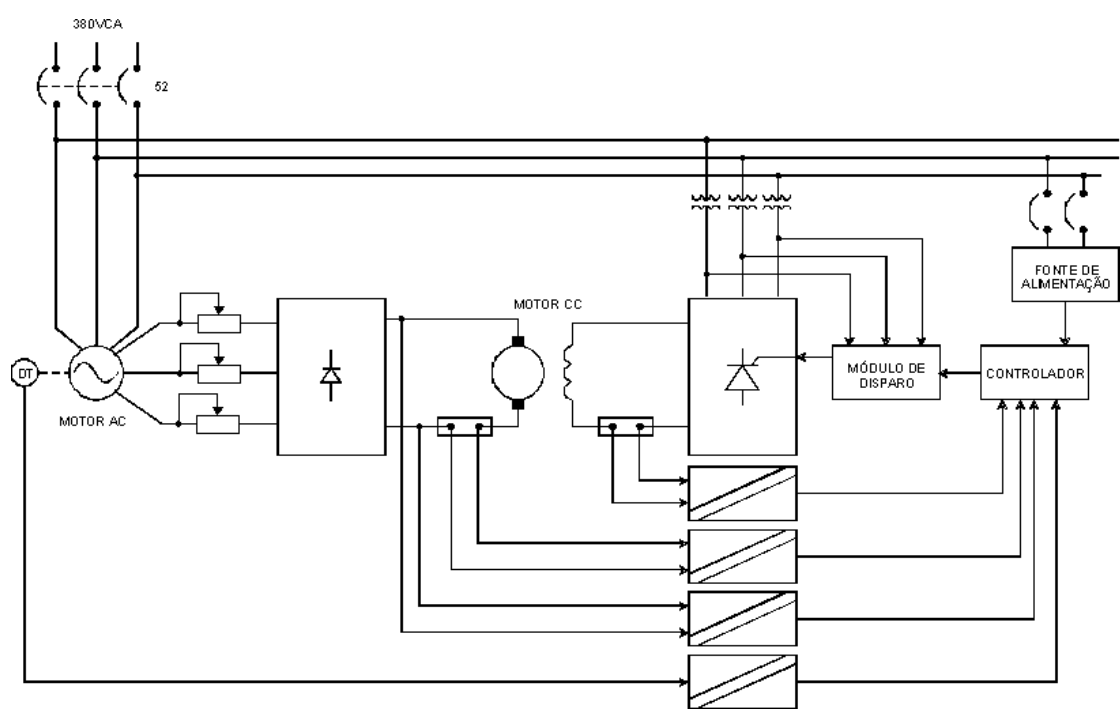 380VCA
52
FONTE DE
ALIMENTAÇÃO
MOTOR CC
DT
MOTOR AC
MÓDULO DE
DISPARO
CONTROLADOR